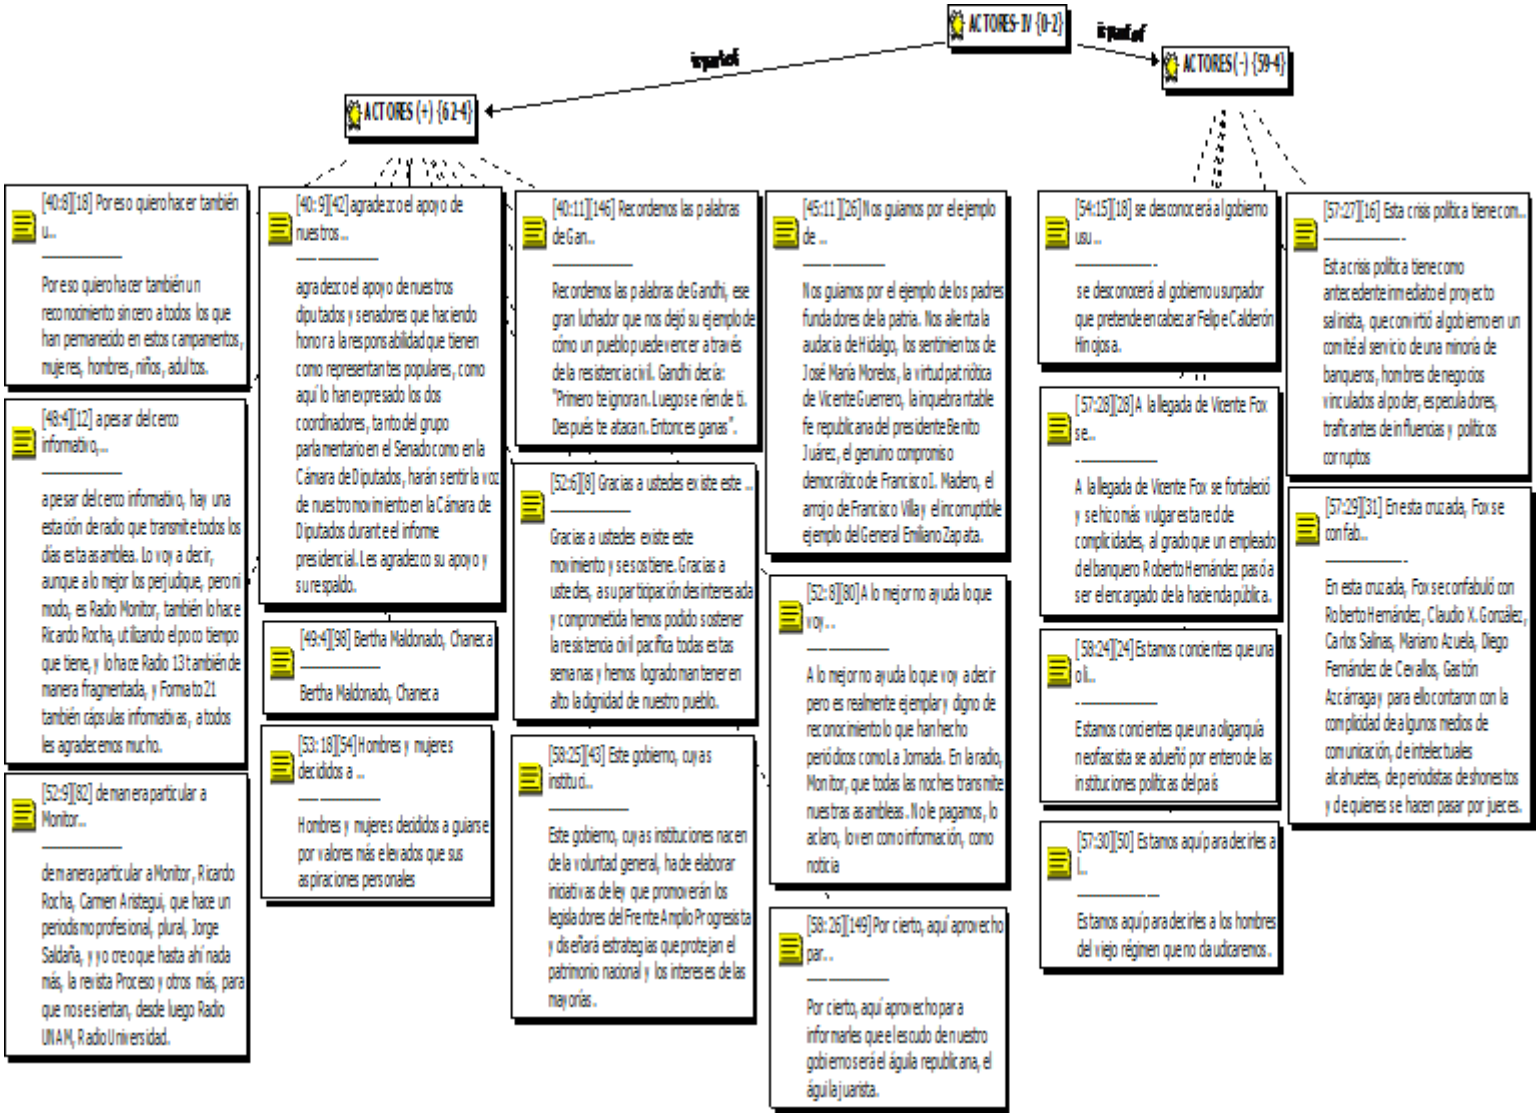 ACTORES-IV {0-2}
is part of
is part of
ACTORES (-) {59-4}
ACTORES (+) {62-4}
[40:8][18] Por eso quiero hacer también
u...
Por eso quiero hacer también un
reconocimiento sincero a todos los que
han permanecido en estos campamentos,
mujeres, hombres, niños, adultos.
[48:4][12] a pesar del cerco
informativo,...
a pesar del cerco informativo, hay una
estación de radio que transmite todos los
días esta asamblea. Lo voy a decir,
aunque a lo mejor los perjudique, pero ni
modo, es Radio Monitor, también lo hace
Ricardo Rocha, utilizando el poco tiempo
que tiene, y lo hace Radio 13 también de
manera fragmentada, y Formato 21
también cápsulas informativas, a todos
les agradecemos mucho.
[52:9][82] de manera particular a
Monitor...
de manera particular a Monitor, Ricardo
Rocha, Carmen Aristegui, que hace un
periodismo profesional, plural, Jorge
Saldaña, y yo creo que hasta ahí nada
más, la revista Proceso y otros más, para
que no se sientan, desde luego Radio
UNAM, Radio Universidad.
[40:9][42] agradezco el apoyo de
nuestros...
agradezco el apoyo de nuestros
diputados y senadores que haciendo
honor a la responsabilidad que tienen
como representantes populares, como
aquí lo han expresado los dos
coordinadores, tanto del grupo
parlamentario en el Senado como en la
Cámara de Diputados, harán sentir la voz
de nuestro movimiento en la Cámara de
Diputados durante el informe
presidencial. Les agradezco su apoyo y
su respaldo.
[49:4][98] Bertha Maldonado, Chaneca
Bertha Maldonado, Chaneca
[53:18][54] Hombres y mujeres
decididos a ...
Hombres y mujeres decididos a guiarse
por valores más elevados que sus
aspiraciones personales
[40:11][146] Recordemos las palabras
de Gan...
Recordemos las palabras de Gandhi, ese
gran luchador que nos dejó su ejemplo de
cómo un pueblo puede vencer a través
de la resistencia civil. Gandhi decía:
"Primero te ignoran. Luego se ríen de ti.
Después te atacan. Entonces ganas".
[52:6][8] Gracias a ustedes existe este ...
Gracias a ustedes existe este
movimiento y se sostiene. Gracias a
ustedes, a su participación desinteresada
y comprometida hemos podido sostener
la resistencia civil pacífica todas estas
semanas y hemos logrado mantener en
alto la dignidad de nuestro pueblo.
[58:25][43] Este gobierno, cuyas
instituci...
Este gobierno, cuyas instituciones nacen
de la voluntad general, ha de elaborar
iniciativas de ley que promoverán los
legisladores del Frente Amplio Progresista
y diseñará estrategias que protejan el
patrimonio nacional y los intereses de las
mayorías.
[45:11][26] Nos guiamos por el ejemplo
de ...
Nos guiamos por el ejemplo de los padres
fundadores de la patria. Nos alienta la
audacia de Hidalgo, los sentimientos de
José María Morelos, la virtud patriótica
de Vicente Guerrero, la inquebrantable
fe republicana del presidente Benito
Juárez, el genuino compromiso
democrático de Francisco I. Madero, el
arrojo de Francisco Villa y el incorruptible
ejemplo del General Emiliano Zapata.
[52:8][80] A lo mejor no ayuda lo que
voy...
A lo mejor no ayuda lo que voy a decir
pero es realmente ejemplar y digno de
reconocimiento lo que han hecho
periódicos como La Jornada. En la radio,
Monitor, que todas las noches transmite
nuestras asambleas. No le pagamos, lo
aclaro, lo ven como información, como
noticia
[58:26][149] Por cierto, aquí aprovecho
par...
Por cierto, aquí aprovecho para
informarles que el escudo de nuestro
gobierno será el águila republicana, el
águila juarista.
[54:15][18] se desconocerá al gobierno
usu...
se desconocerá al gobierno usurpador
que pretende encabezar Felipe Calderón
Hinojosa.
[57:28][28] A la llegada de Vicente Fox
se...
A la llegada de Vicente Fox se fortaleció
y se hizo más vulgar esta red de
complicidades, al grado que un empleado
del banquero Roberto Hernández pasó a
ser el encargado de la hacienda pública.
[58:24][24] Estamos concientes que una
oli...
Estamos concientes que una oligarquía
neofascista se adueñó por entero de las
instituciones políticas del país
[57:30][50] Estamos aquí para decirles a
l...
Estamos aquí para decirles a los hombres
del viejo régimen que no claudicaremos.
[57:27][16] Esta crisis política tiene com...
Esta crisis política tiene como
antecedente inmediato el proyecto
salinista, que convirtió al gobierno en un
comité al servicio de una minoría de
banqueros, hombres de negocios
vinculados al poder, especuladores,
traficantes de influencias y políticos
corruptos
[57:29][31] En esta cruzada, Fox se
confab...
En esta cruzada, Fox se confabuló con
Roberto Hernández, Claudio X. González,
Carlos Salinas, Mariano Azuela, Diego
Fernández de Cevallos, Gastón
Azcárraga y para ello contaron con la
complicidad de algunos medios de
comunicación, de intelectuales
alcahuetes, de periodistas deshonestos
y de quienes se hacen pasar por jueces.